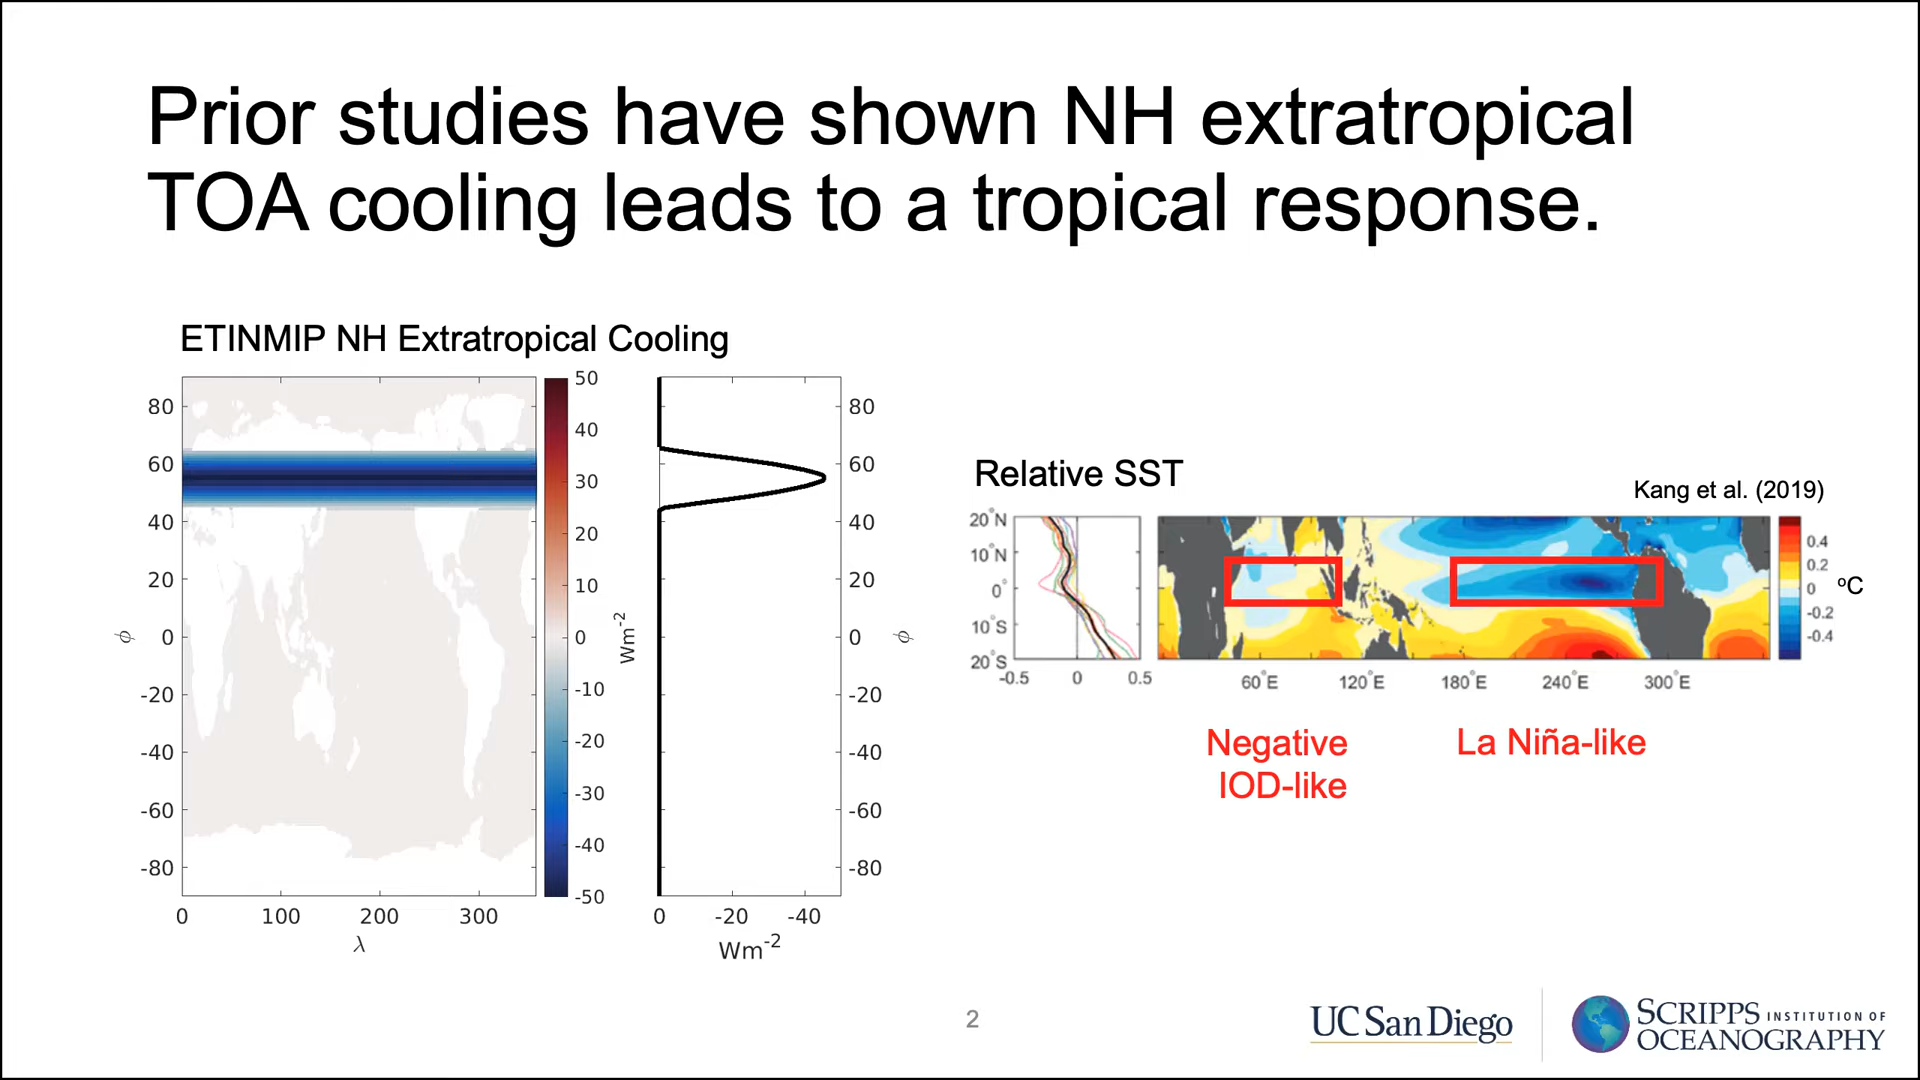 Prior studies have shown NH extratropical
TOA cooling leads to a tropical response.
ETINMIP NH Extratropical Cooling
80
60
40
20
0
-20
-40
-60
-80
ϕ
0 100 200 300
λ
50
40
30
20
10
0
-10
-20
-30
-40
-50
Wm-2
80
60
40
20
0
-20
-40
-60
-80
ϕ
0 -20 -40
Wm-2
Relative SST
Kang et al. (2019)
20°N
10°N
0°
10°S
20°S
-0.5 0 0.5
60°E 120°E 180°E 240°E 300°E
0.4
0.2
0
-0.2
-0.4
ºC
Negative
IOD-like
La Niña-like
2
UC San Diego
SCRIPPS INSTITUTION OF
OCEANOGRAPHY